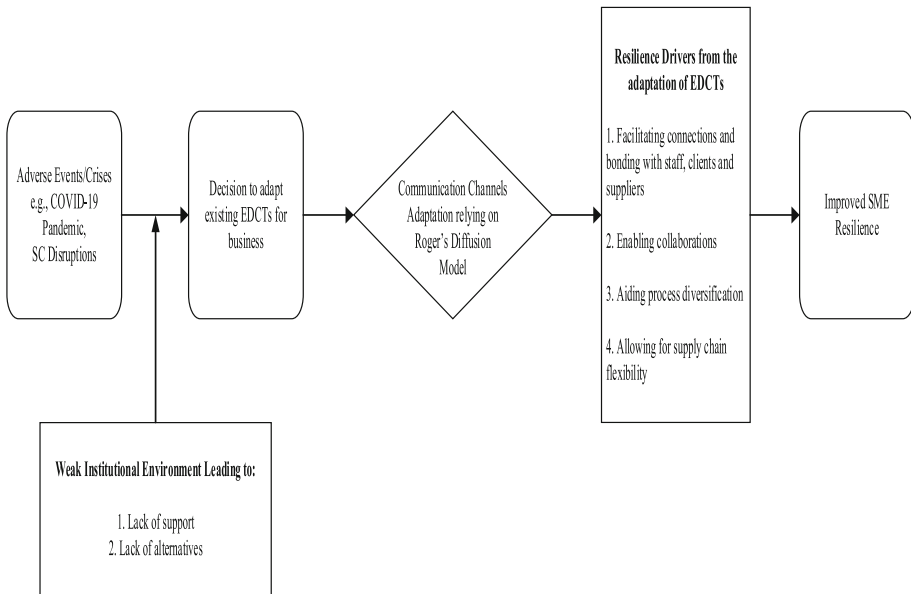 Adverse Events/Crises
e.g., COVID-19
Pandemic,
SC Disruptions
Decision to adapt
existing EDCTs for
business
Communication Channels
Adaptation relying on
Roger's Diffusion
Model
Resilience Drivers from the
adaptation of EDCTs
1. Facilitating connections and
bonding with staff, clients and
suppliers
2. Enabling collaborations
3. Aiding process diversification
4. Allowing for supply chain
flexibility
Improved SME
Resilience
Weak Institutional Environment Leading to:
1. Lack of support
2. Lack of alternatives